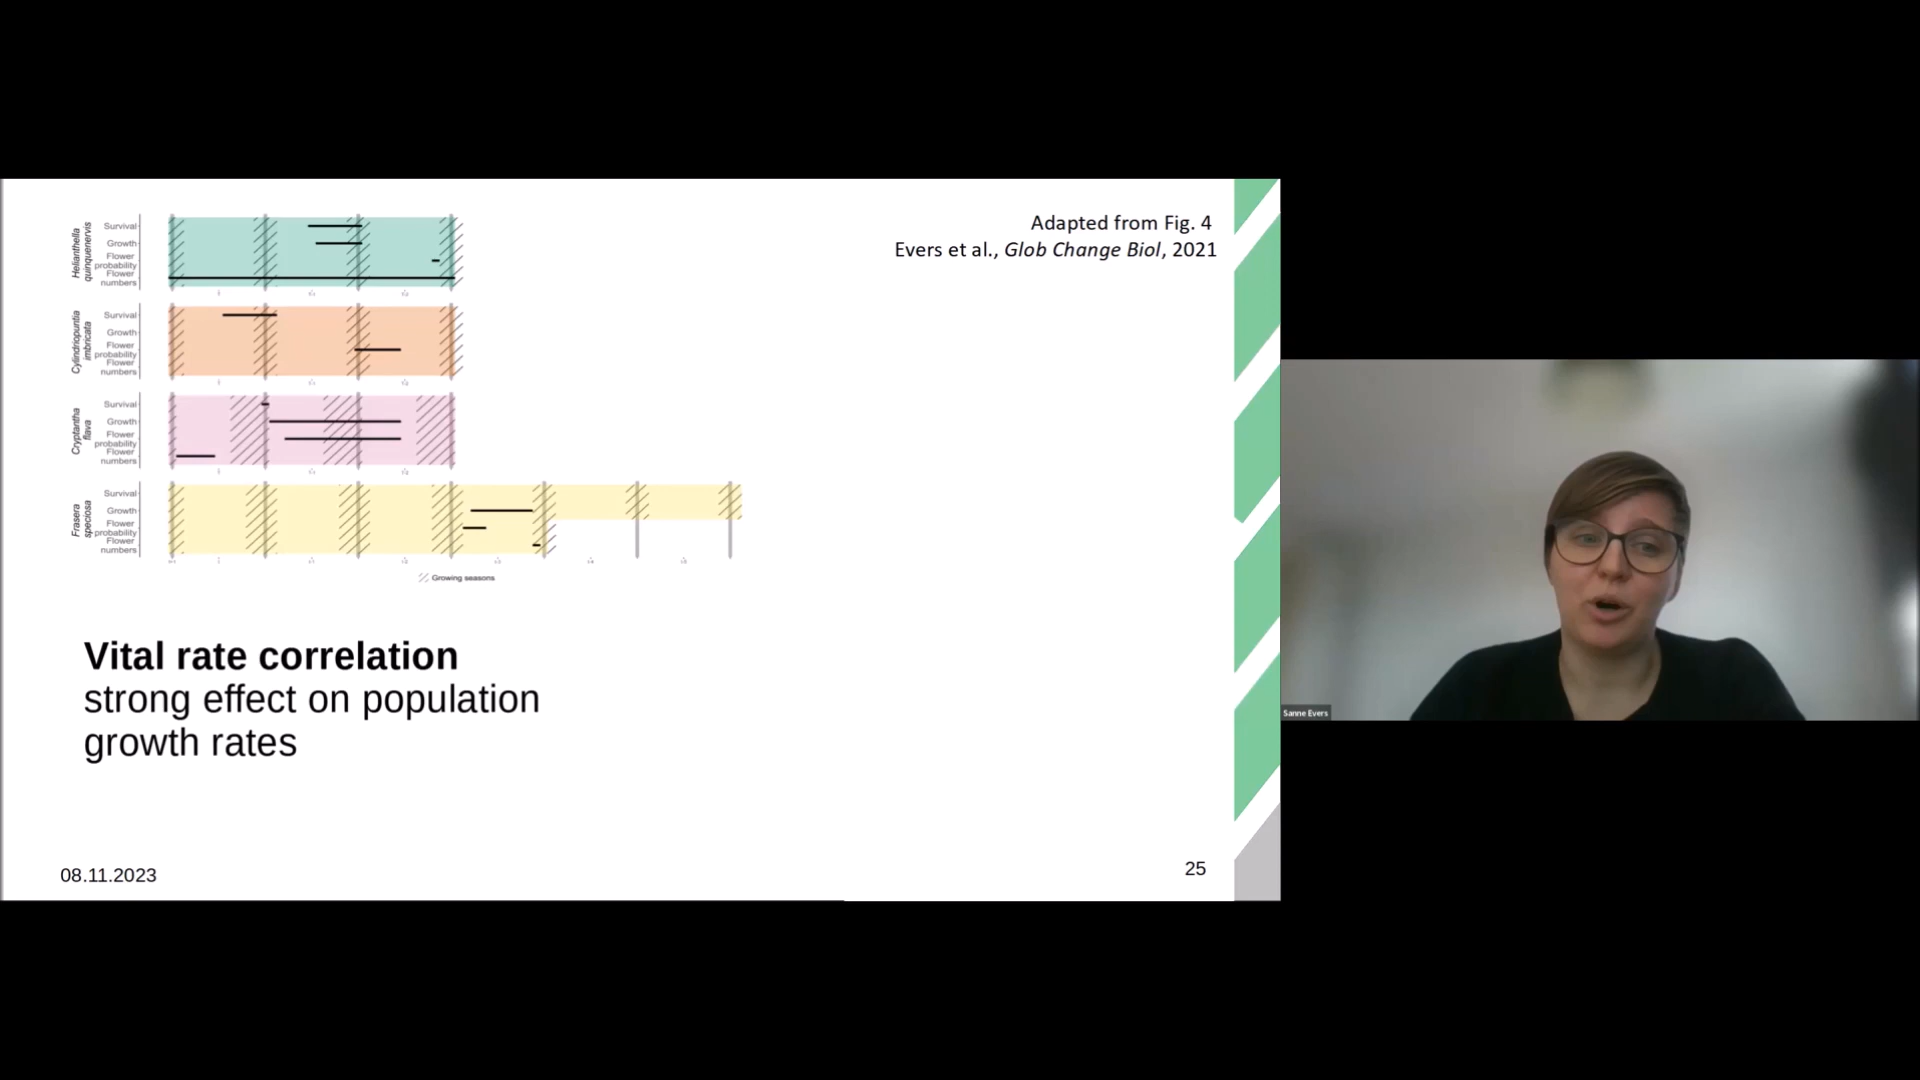 Adapted from Fig. 4
Evers et al., Glob Change Biol, 2021
Helianthella
quinquenervis
Survival
Growth
Flower
probability
Flower
numbers
Cylindriopuntia
imbricata
Survival
Growth
Flower
probability
Flower
numbers
Cryptantha
flava
Survival
Growth
Flower
probability
Flower
numbers
Frasera
speciosa
Survival
Growth
Flower
probability
Flower
numbers
Growing seasons
Vital rate correlation
strong effect on population
growth rates
08.11.2023
25
Sanne Evers